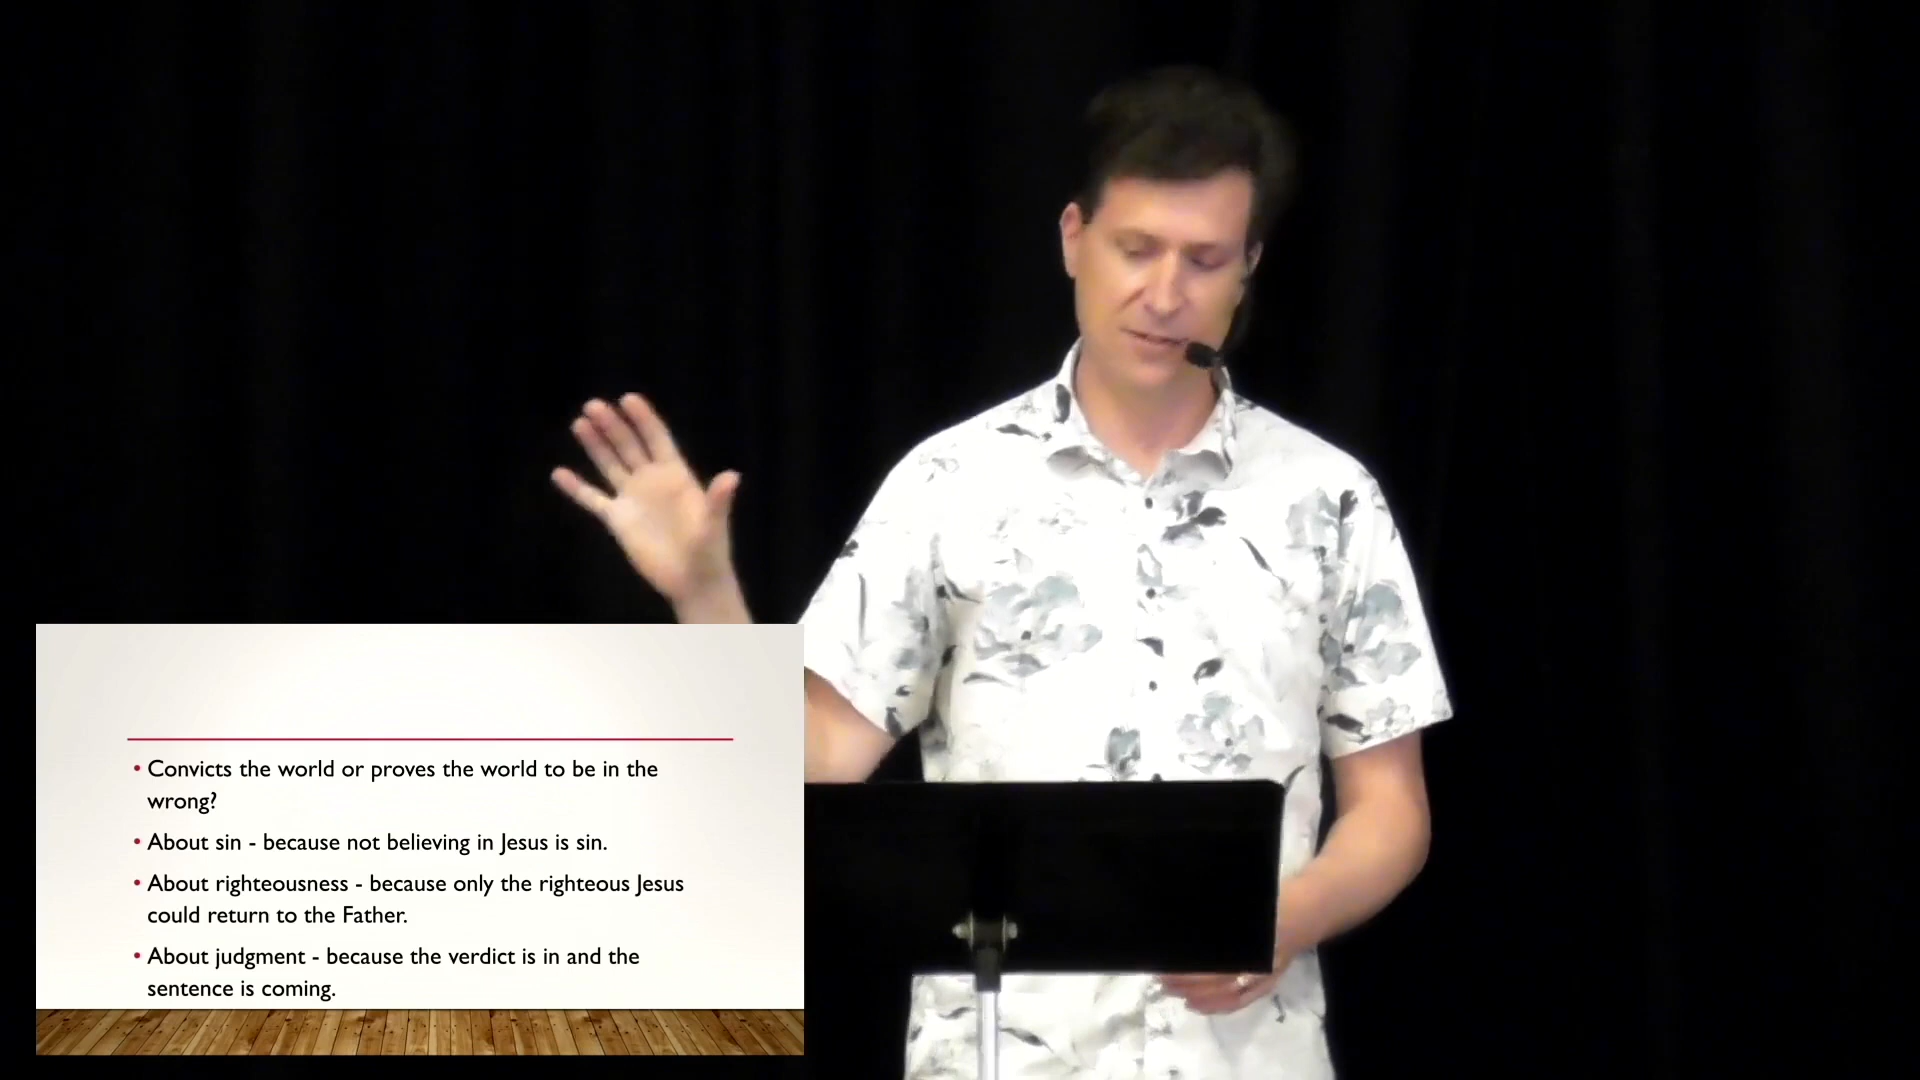 • Convicts the world or proves the world to be in the
wrong?
• About sin - because not believing in Jesus is sin.
• About righteousness - because only the righteous Jesus
could return to the Father.
• About judgment - because the verdict is in and the
sentence is coming.